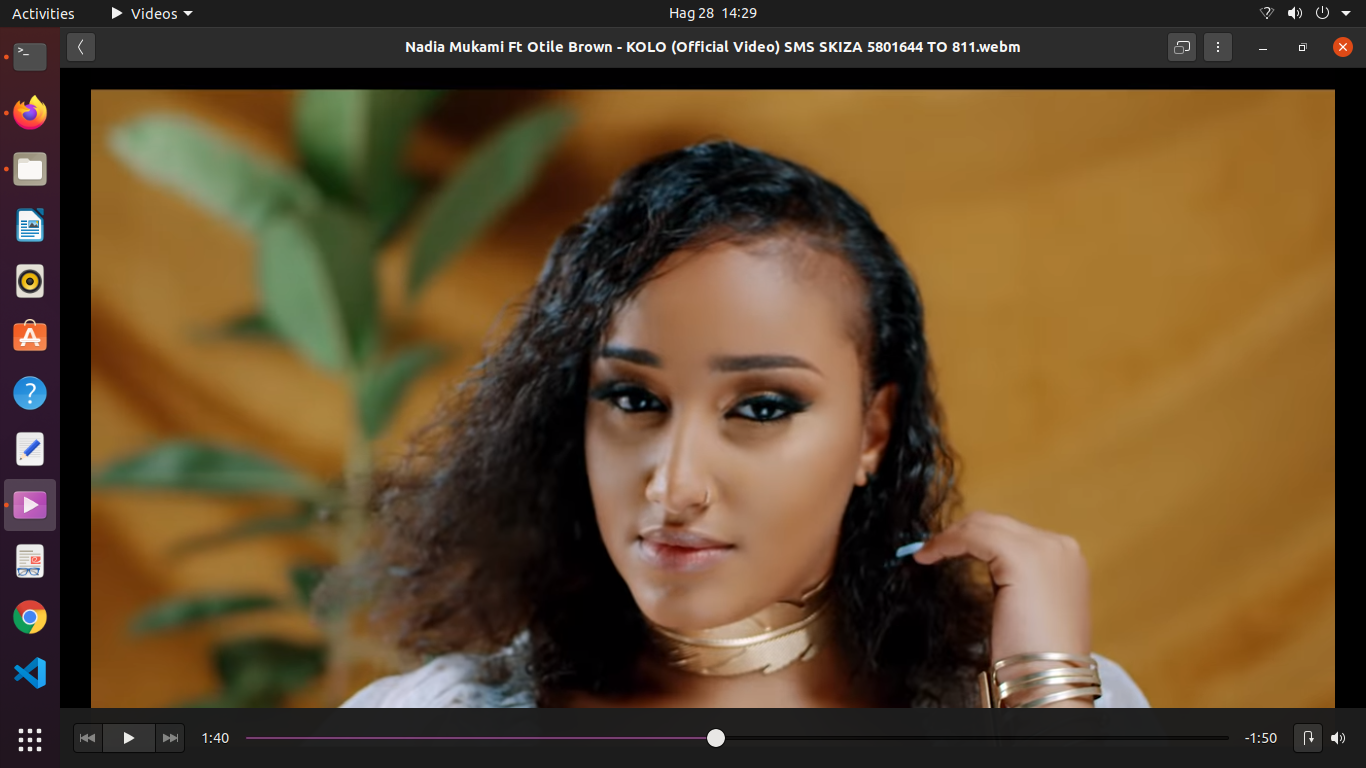 Activities
Videos
Hag 28 14:29
Nadia Mukami Ft Otile Brown - KOLO (Official Video) SMS SKIZA 5801644 TO 811.webm
1:40
-1:50